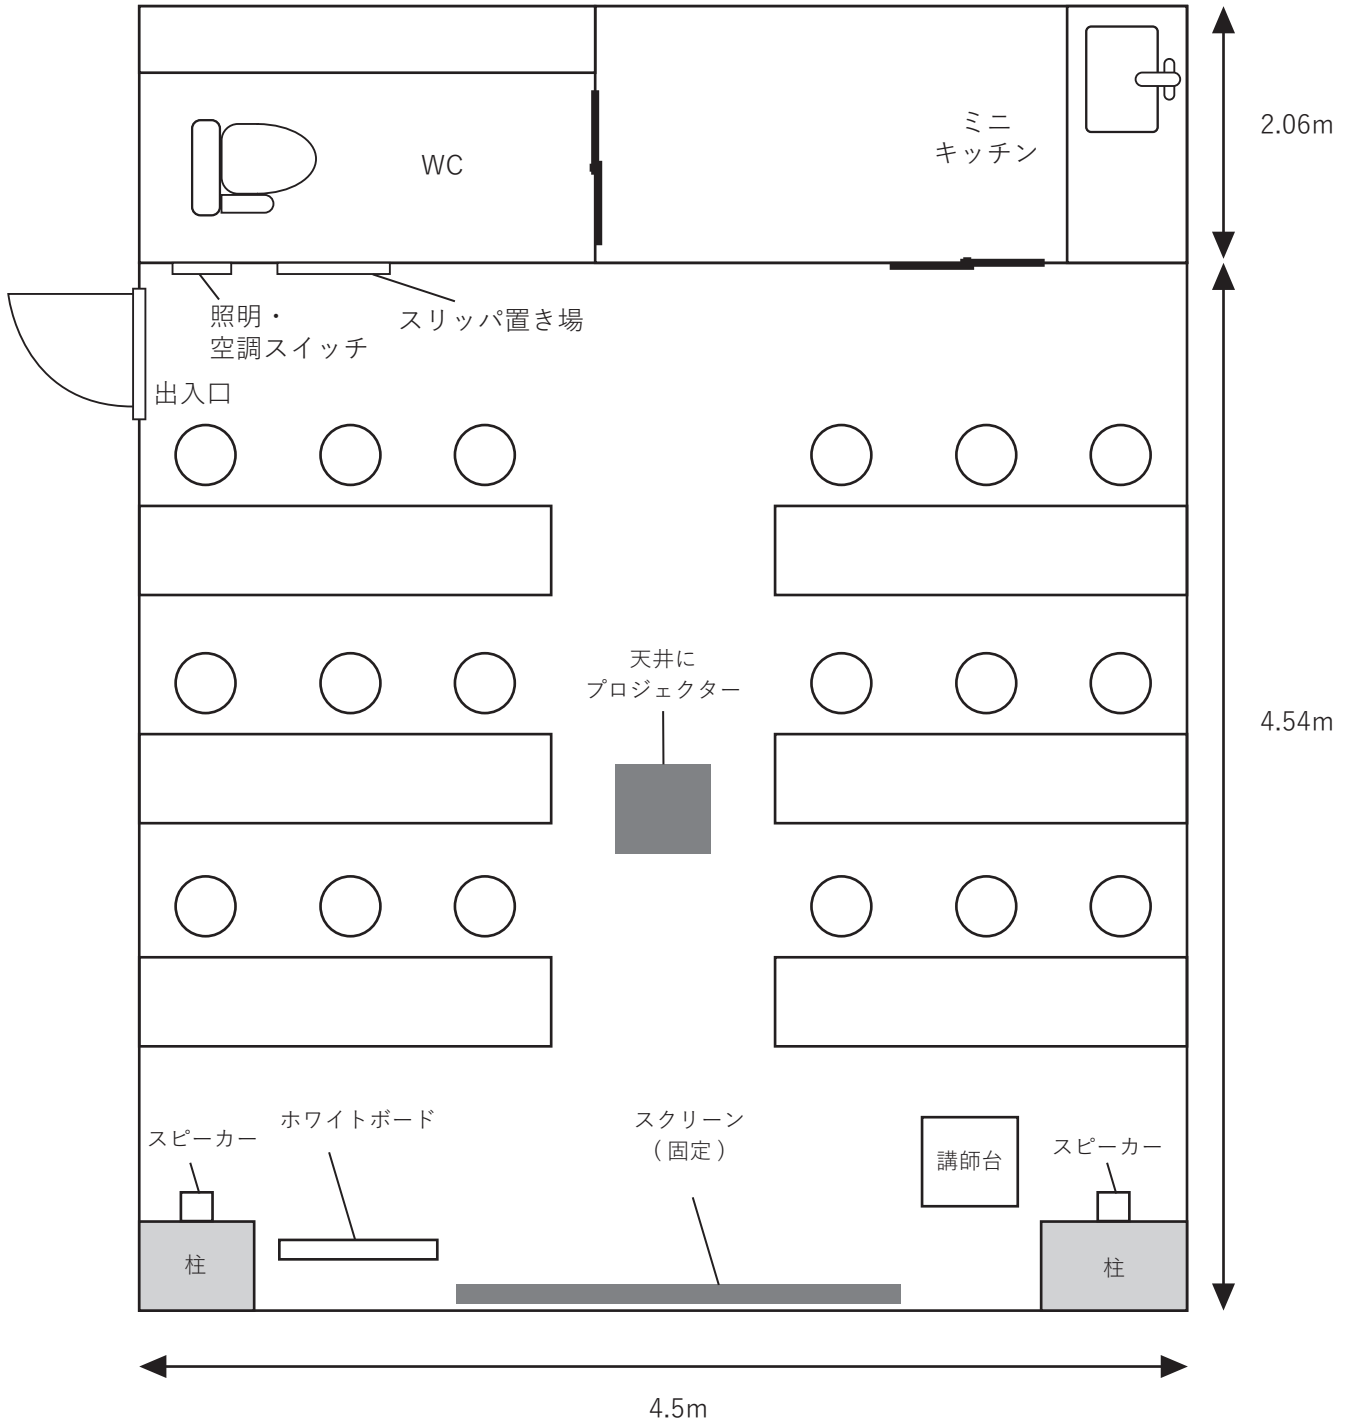 ミニ
キッチン
2.06m
WC
照明・
空調スイッチ
スリッパ置き場
出入口
天井に
プロジェクター
4.54m
ホワイトボード
スクリーン
（固定）
スピーカー
講師台
スピーカー
柱
柱
4.5m